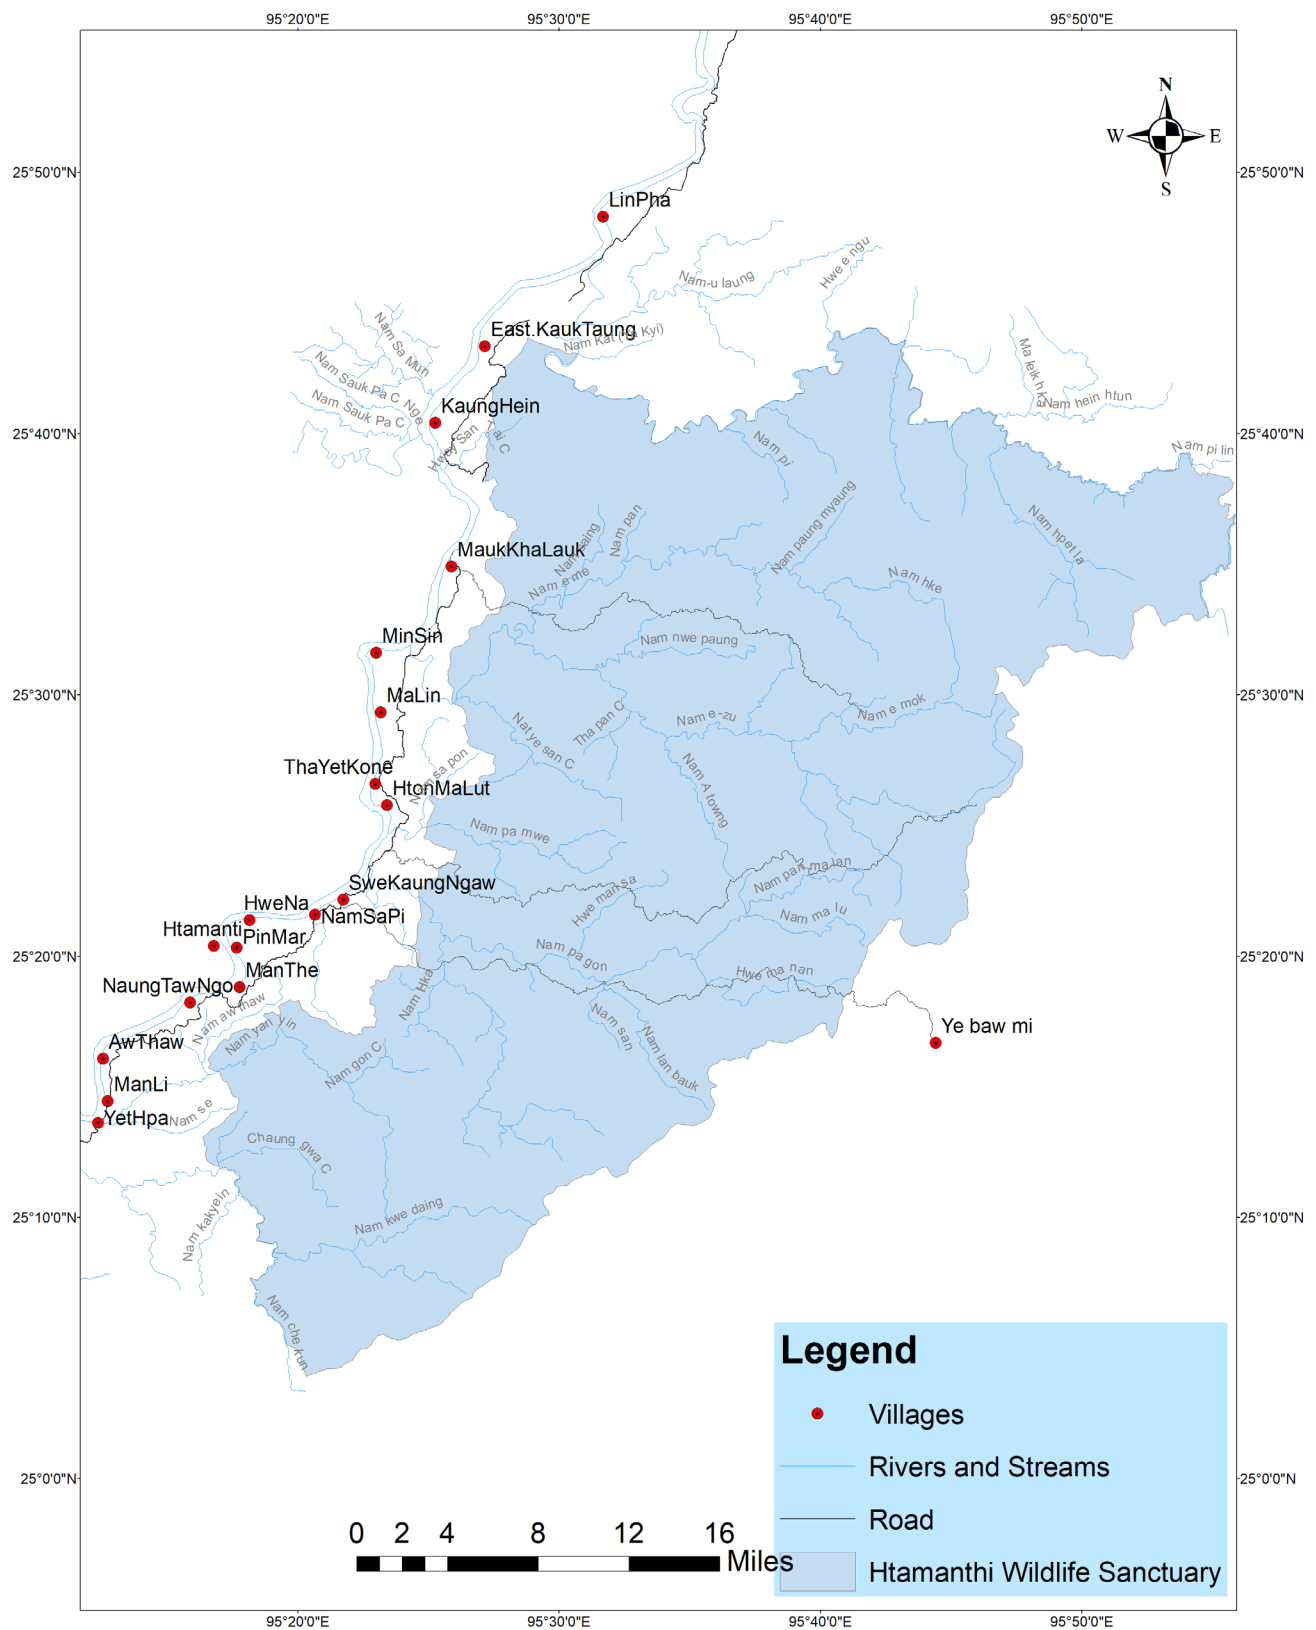 95°20'0"E 95°30'0"E 95°40'0"E 95°50'0"E
N
W E
S
25°50'0"N 25°50'0"N
LinPha
Hwe e ngu
Nam-u laung
East.KaukTaung
Nam Sa Mun
Ma leik hka
Nam Sauk Pa C Nge
Nam Sauk Pa C
Nam hein htun
KaungHein
25°40'0"N 25°40'0"N
Hway San
Nam pi
Nam pi lin
Nam paung myaung
Nam pan
Nam hpet la
MaukKhaLauk
Nam e me
Nam hke
MinSin
Nam nwe paung
25°30'0"N 25°30'0"N
MaLin
Nat ye san C
Tha pan C
Nam e-zu
Nam e mok
ThaYetKone
Nam sa pon
Nam A towng
HtonMaLut
Nam pa mwe
SweKaungNgaw
Hwe man sa
Nam pan ma lan
HweNa
NamSaPi
Nam ma lu
Htamanti
PinMar
25°20'0"N 25°20'0"N
Nam pa gon
ManThe
Hwe ma nan
NaungTawNgo
Nam Hka
Nam aw thaw
Nam yan yin
Nam san
Nam lan bauk
Ye baw mi
AwThaw
Nam gon C
ManLi
YetHpa
Nam se
Chaung gwa C
Nam kakyein
Nam kwe daing
25°10'0"N 25°10'0"N
Nam che kun
Legend
Villages
Rivers and Streams
Road
Htamanthi Wildlife Sanctuary
25°0'0"N 25°0'0"N
0 2 4 8 12 16
Miles
95°20'0"E 95°30'0"E 95°40'0"E 95°50'0"E